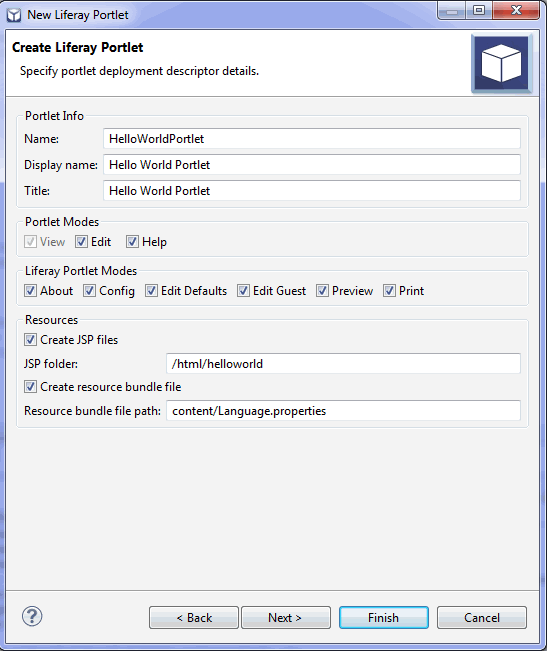 New Liferay Portlet
Create Liferay Portlet
Specify portlet deployment descriptor details.
Portlet Info
Name: HelloWorldPortlet
Display name: Hello World Portlet
Title: Hello World Portlet
Portlet Modes
View Edit Help
Liferay Portlet Modes
About Config Edit Defaults Edit Guest Preview Print
Resources
Create JSP files
JSP folder: /html/helloworld
Create resource bundle file
Resource bundle file path: content/Language.properties
? < Back Next > Finish Cancel